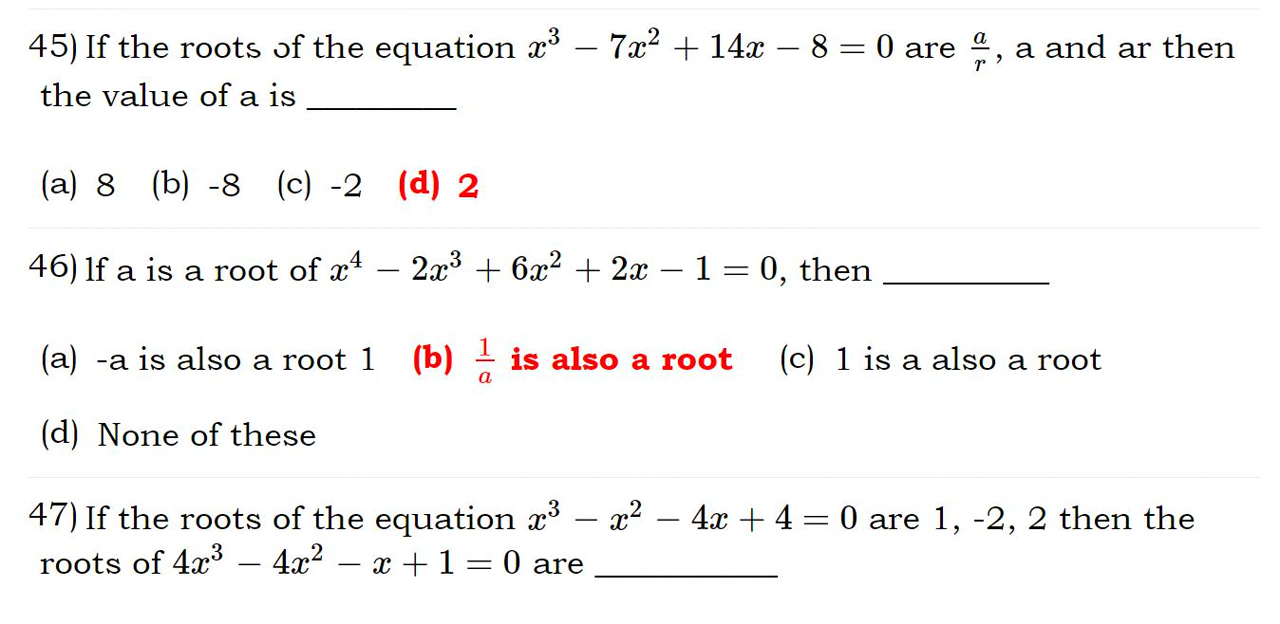 45) If the roots of the equation x³ − 7x² + 14x − 8 = 0 are a/r, a and ar then
the value of a is ________
(a) 8 (b) -8 (c) -2 (d) 2
46) lf a is a root of x⁴ − 2x³ + 6x² + 2x − 1 = 0, then ________
(a) -a is also a root 1 (b) 1/a is also a root (c) 1 is a also a root
(d) None of these
47) If the roots of the equation x³ − x² − 4x + 4 = 0 are 1, -2, 2 then the
roots of 4x³ − 4x² − x + 1 = 0 are ________